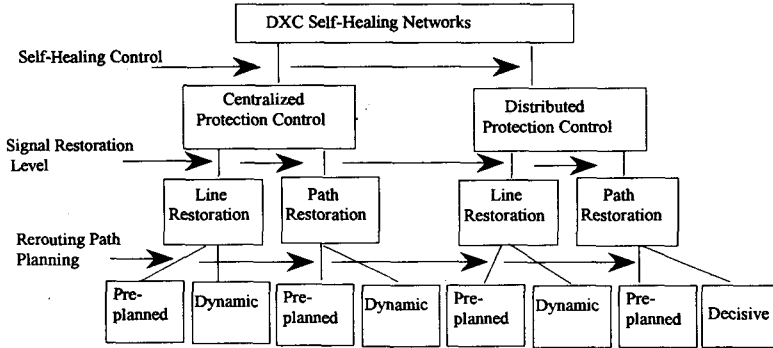 DXC Self-Healing Networks
Self-Healing Control
Centralized
Protection Control
Distributed
Protection Control
Signal Restoration
Level
Line
Restoration
Path
Restoration
Line
Restoration
Path
Restoration
Rerouting Path
Planning
Pre-
planned
Dynamic
Pre-
planned
Dynamic
Pre-
planned
Dynamic
Pre-
planned
Decisive